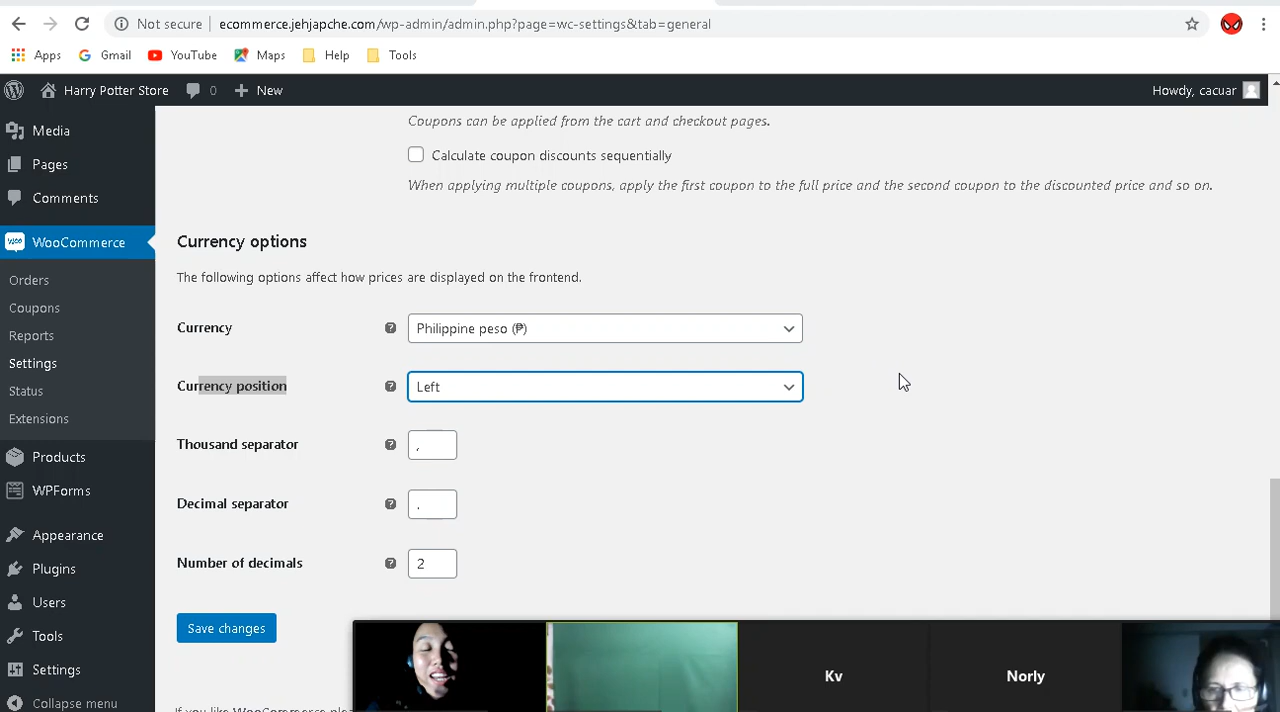 Not secure
ecommerce.jehjapche.com/wp-admin/admin.php?page=wc-settings&tab=general
Apps
Gmail
YouTube
Maps
Help
Tools
Harry Potter Store
0
New
Howdy, cacuar
Media
Pages
Comments
WooCommerce
Orders
Coupons
Reports
Settings
Status
Extensions
Products
WPForms
Appearance
Plugins
Users
Tools
Settings
Collapse menu
Coupons can be applied from the cart and checkout pages.
Calculate coupon discounts sequentially
When applying multiple coupons, apply the first coupon to the full price and the second coupon to the discounted price and so on.
Currency options
The following options affect how prices are displayed on the frontend.
Currency
Philippine peso (₱)
Currency position
Left
Thousand separator
,
Decimal separator
.
Number of decimals
2
Save changes
If you like WooCommerce
Kv
Norly